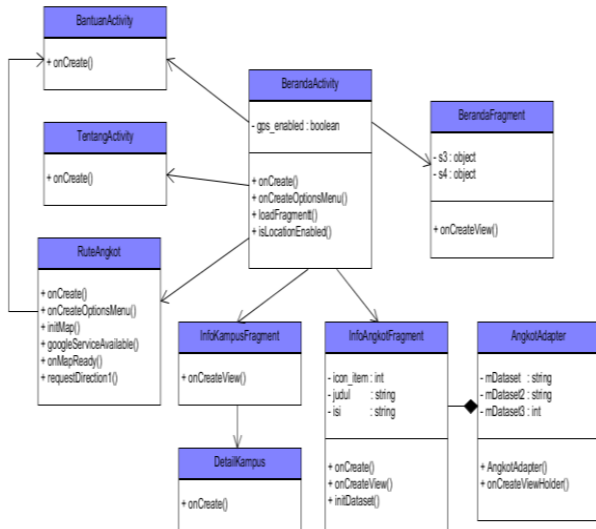 BantuanActivity
+ onCreate()
BerandaActivity
- gps_enabled : boolean
+ onCreate()
+ onCreateOptionsMenu()
+ loadFragmentt()
+ isLocationEnabled()
BerandaFragment
- s3 : object
- s4 : object
+ onCreateView()
TentangActivity
+ onCreate()
RuteAngkot
+ onCreate()
+ onCreateOptionsMenu()
+ initMap()
+ googleServiceAvailable()
+ onMapReady()
+ requestDirection1()
InfoKampusFragment
+ onCreateView()
InfoAngkotFragment
- icon_item : int
- judul : string
- isi : string
+ onCreate()
+ onCreateView()
+ initDataset()
AngkotAdapter
- mDataset : string
- mDataset2 : string
- mDataset3 : int
+ AngkotAdapter()
+ onCreateViewHolder()
DetailKampus
+ onCreate()